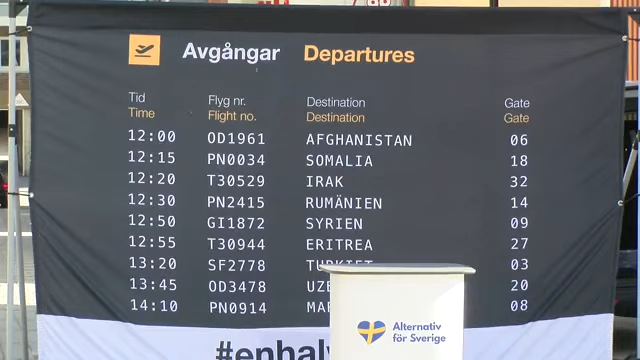 Avgångar Departures
Tid Flyg nr. Destination Gate
Time Flight no. Destination Gate
12:00 OD1961 AFGHANISTAN 06
12:15 PN0034 SOMALIA 18
12:20 T30529 IRAK 32
12:30 PN2415 RUMÄNIEN 14
12:50 GI1872 SYRIEN 09
12:55 T30944 ERITREA 27
13:20 SF2778 TURKIET 03
13:45 OD3478 UZE 20
14:10 PN0914 MAR 08
Alternativ
för Sverige